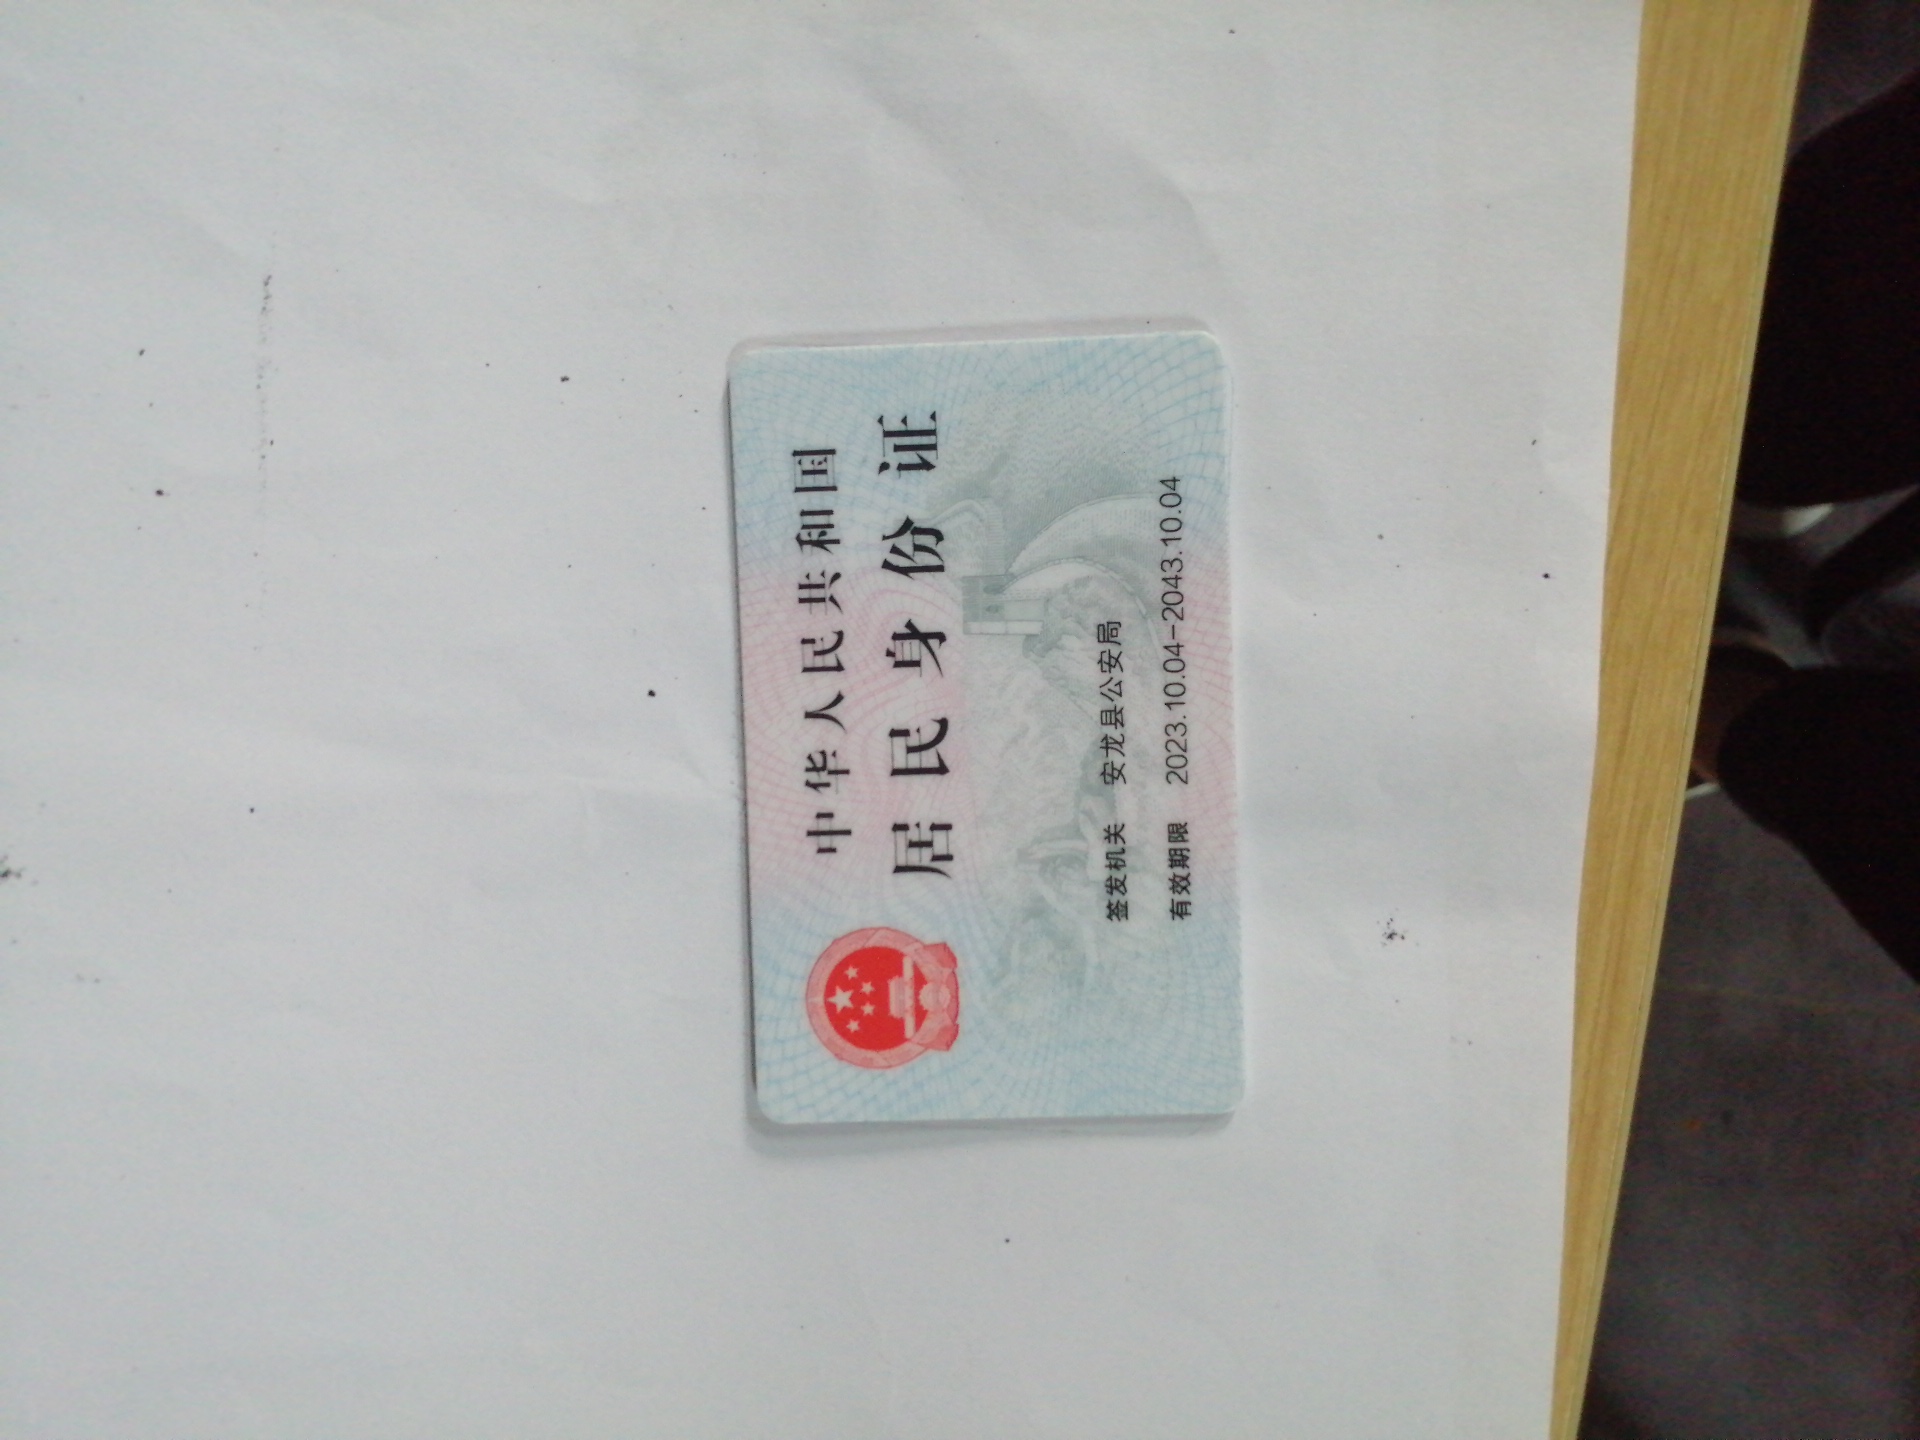 中华人民共和国
居民身份证
签发机关 安龙县公安局
有效期限 2023.10.04-2043.10.04